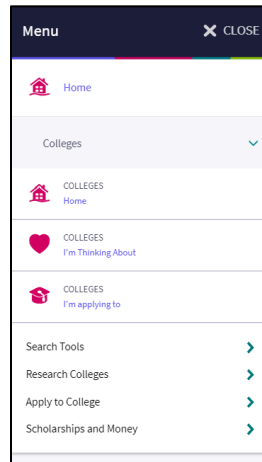 Menu CLOSE
Home
Colleges
COLLEGES
Home
COLLEGES
I'm Thinking About
COLLEGES
I'm applying to
Search Tools
Research Colleges
Apply to College
Scholarships and Money